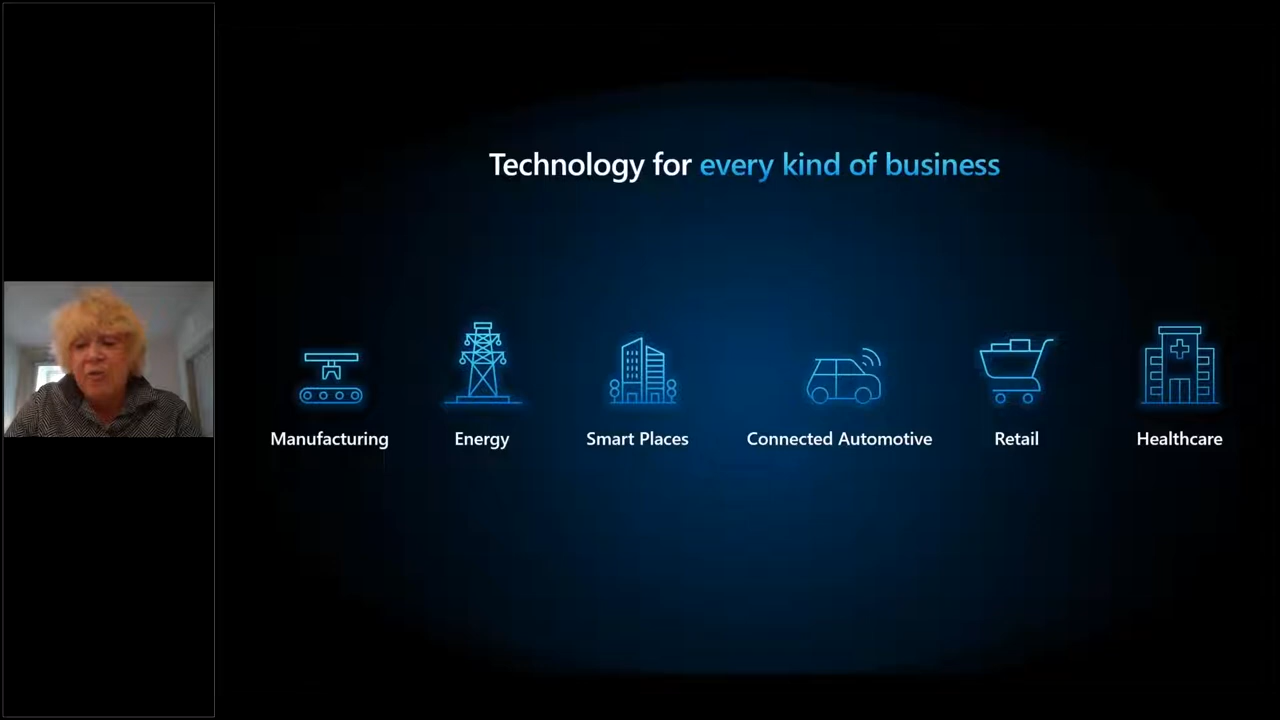 Technology for every kind of business
Manufacturing
Energy
Smart Places
Connected Automotive
Retail
Healthcare